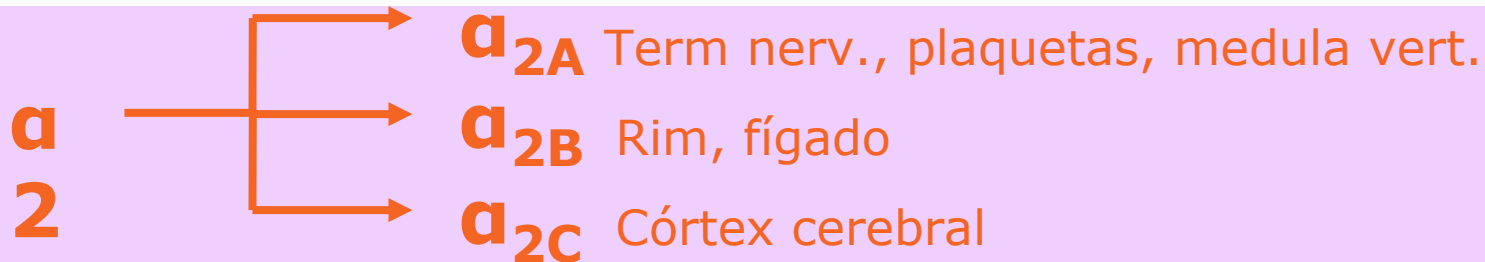 α2A Term nerv., plaquetas, medula vert.
α
2
α2B Rim, fígado
α2C Córtex cerebral